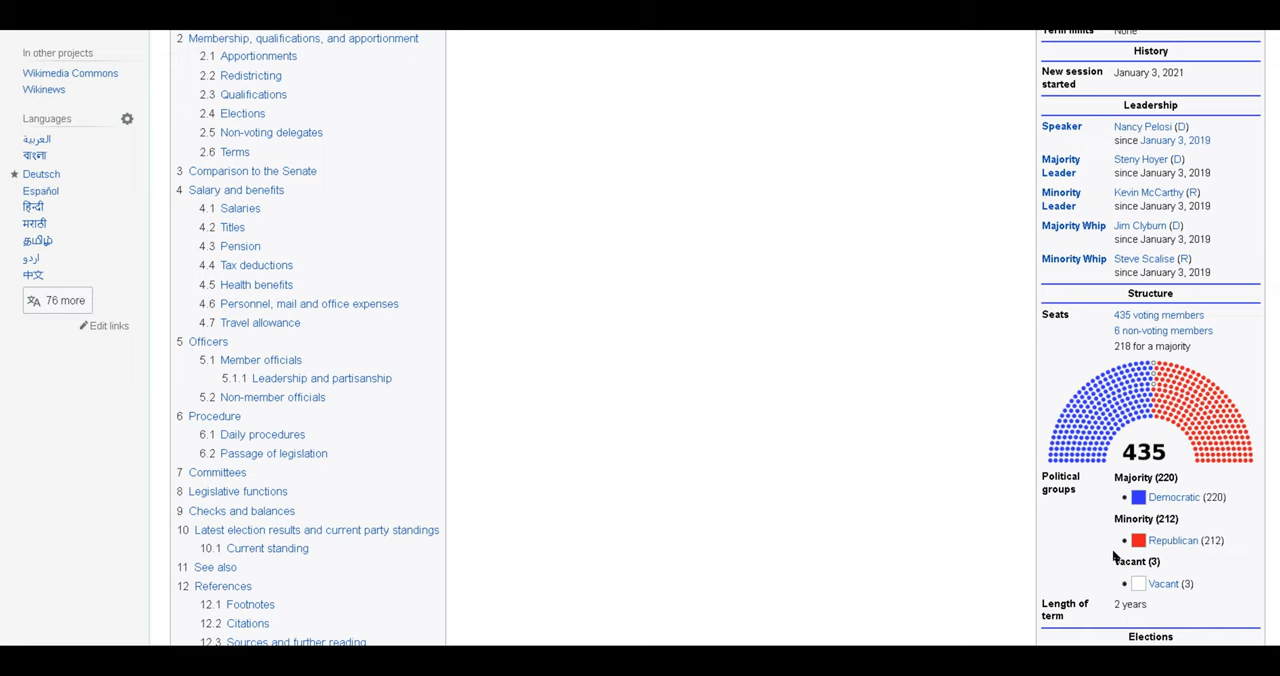 In other projects
Wikimedia Commons
Wikinews
Languages
العربية
বাংলা
Deutsch
Español
हिन्दी
मराठी
தமிழ்
اردو
中文
76 more
Edit links
2 Membership, qualifications, and apportionment
2.1 Apportionments
2.2 Redistricting
2.3 Qualifications
2.4 Elections
2.5 Non-voting delegates
2.6 Terms
3 Comparison to the Senate
4 Salary and benefits
4.1 Salaries
4.2 Titles
4.3 Pension
4.4 Tax deductions
4.5 Health benefits
4.6 Personnel, mail and office expenses
4.7 Travel allowance
5 Officers
5.1 Member officials
5.1.1 Leadership and partisanship
5.2 Non-member officials
6 Procedure
6.1 Daily procedures
6.2 Passage of legislation
7 Committees
8 Legislative functions
9 Checks and balances
10 Latest election results and current party standings
10.1 Current standing
11 See also
12 References
12.1 Footnotes
12.2 Citations
12.3 Sources and further reading
Term limits None
History
New session January 3, 2021
started
Leadership
Speaker Nancy Pelosi (D)
since January 3, 2019
Majority Steny Hoyer (D)
Leader since January 3, 2019
Minority Kevin McCarthy (R)
Leader since January 3, 2019
Majority Whip Jim Clyburn (D)
since January 3, 2019
Minority Whip Steve Scalise (R)
since January 3, 2019
Structure
Seats 435 voting members
6 non-voting members
218 for a majority
435
Political Majority (220)
groups
• Democratic (220)
Minority (212)
• Republican (212)
Vacant (3)
• Vacant (3)
Length of 2 years
term
Elections